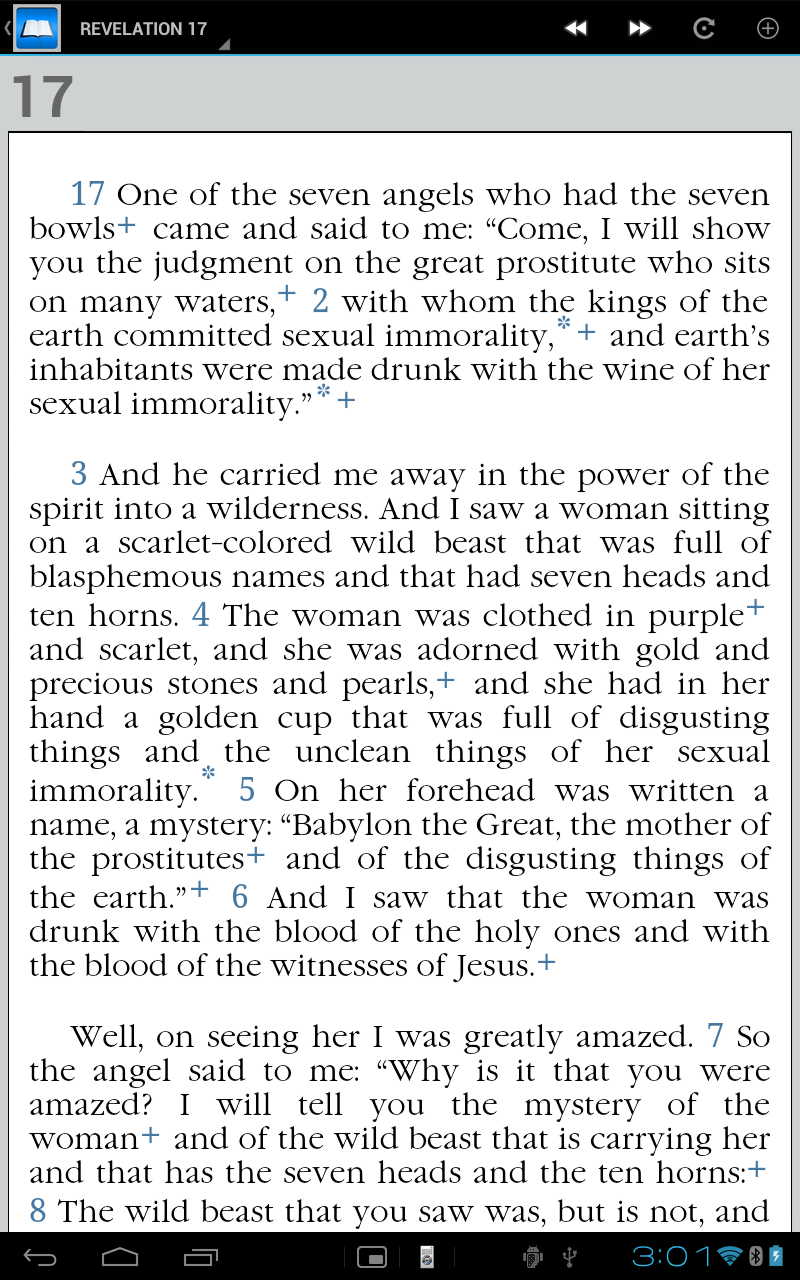 REVELATION 17
17
17 One of the seven angels who had the seven
bowls+ came and said to me: “Come, I will show
you the judgment on the great prostitute who sits
on many waters,+ 2 with whom the kings of the
earth committed sexual immorality,*+ and earth’s
inhabitants were made drunk with the wine of her
sexual immorality.”*+
3 And he carried me away in the power of the
spirit into a wilderness. And I saw a woman sitting
on a scarlet-colored wild beast that was full of
blasphemous names and that had seven heads and
ten horns. 4 The woman was clothed in purple+
and scarlet, and she was adorned with gold and
precious stones and pearls,+ and she had in her
hand a golden cup that was full of disgusting
things and the unclean things of her sexual
immorality.* 5 On her forehead was written a
name, a mystery: “Babylon the Great, the mother of
the prostitutes+ and of the disgusting things of
the earth.”+ 6 And I saw that the woman was
drunk with the blood of the holy ones and with
the blood of the witnesses of Jesus.+
Well, on seeing her I was greatly amazed. 7 So
the angel said to me: “Why is it that you were
amazed? I will tell you the mystery of the
woman+ and of the wild beast that is carrying her
and that has the seven heads and the ten horns:+
8 The wild beast that you saw was, but is not, and
3:01